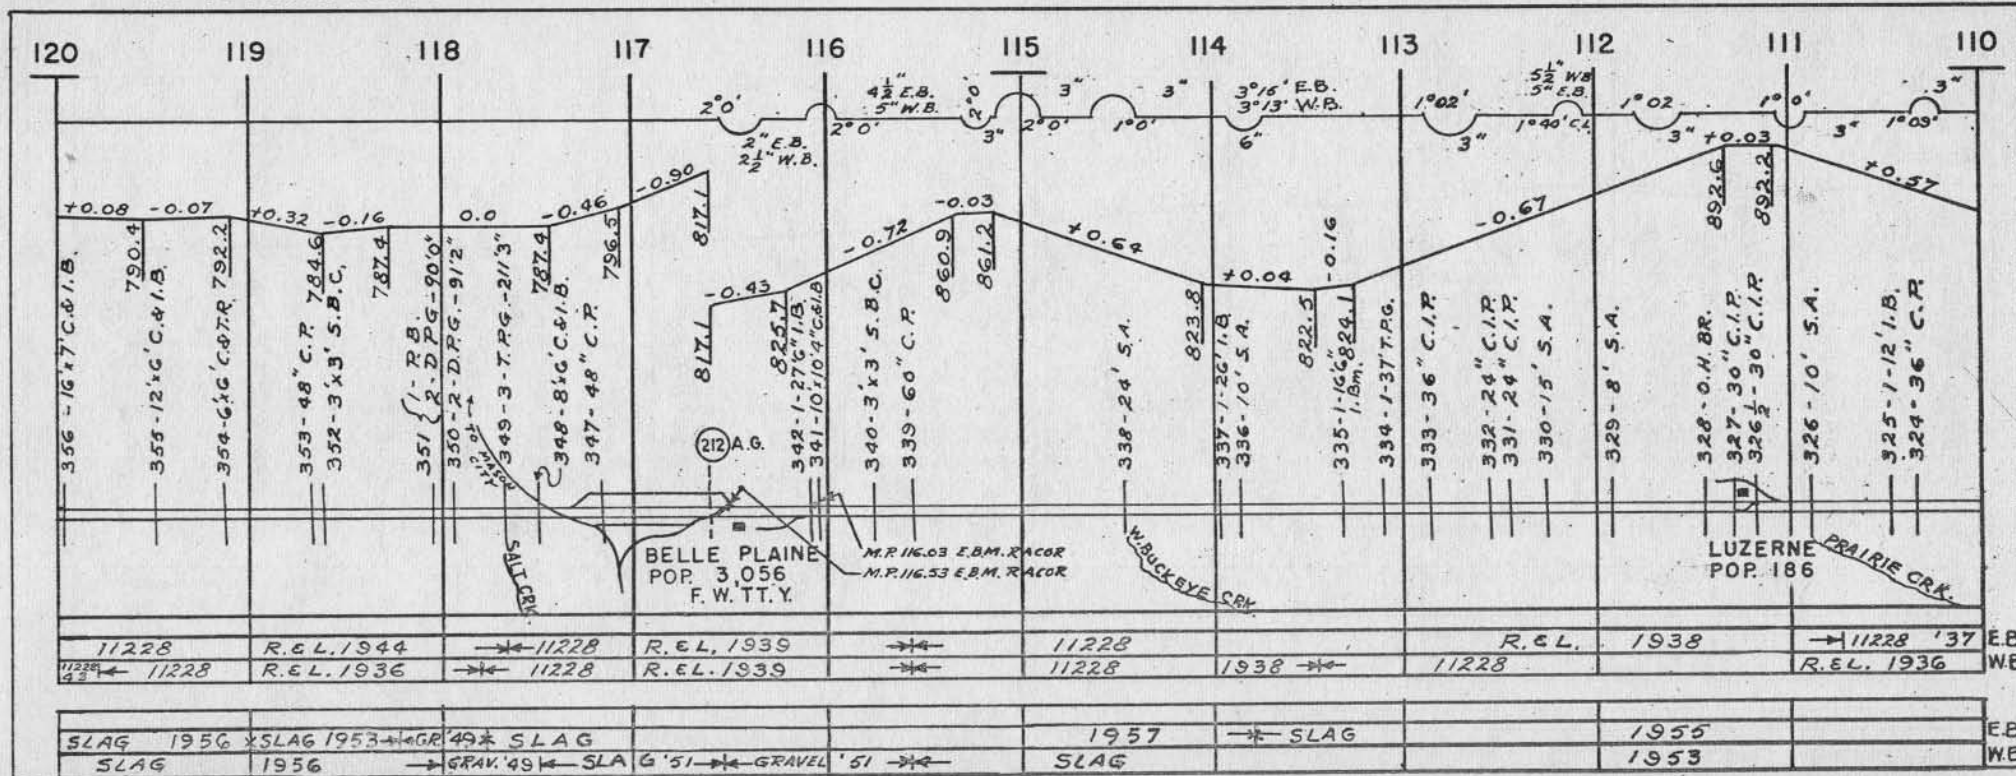 120 119 118 117 116 115 114 113 112 111 110
2°0' 4½" E.B. 2°0' 3" 3" 3°16' E.B. 1°02' 5½" W.B. 1°02 1°0' .3"
5" W.B. 3°13' W.B. 5" E.B.
2" E.B. 2°0' 3" 2°0' 1°0' 6" 3" 1°40' C.L. 3" 3" 1°09'
2½" W.B.
+0.08 -0.07 +0.32 -0.16 0.0 -0.46 -0.90 -0.43 -0.72 -0.03 +0.64 +0.04 -0.16 -0.67 +0.03 +0.57
790.4 792.2 784.6 787.4 787.4 796.5 817.1 817.1 825.7 860.9 861.2 823.8 822.5 824.1 892.6 892.2
356-16'x7' C.&I.B.
355-12'x6' C.&I.B.
354-6'x6' C.&T.R.
353-48" C.P.
352-3'x3' S.B.C.
351 { 1-P.B.
2-D.P.G.-90'0"
350-2-D.P.G.-91'2"
349-3-T.P.G.-211'3"
348-8'x6' C.&I.B.
347-48" C.P.
342-1-27'6" I.B.
341-10'x10'4" C.&I.B
340-3'x3' S.B.C.
339-60" C.P.
338-24' S.A.
337-1-26' I.B.
336-10' S.A.
335-1-16'6"
1.Bm.
334-1-37' T.P.G.
333-36" C.I.P.
332-24" C.I.P.
331-24" C.I.P.
330-15' S.A.
329-8' S.A.
328-O.H. BR.
327-30" C.I.P.
326½-30" C.I.P
326-10' S.A.
325-1-12' I.B.
324-36" C.P.
TO MASON CITY
212 A.G.
SALT CRK.
BELLE PLAINE
POP. 3,056
F. W. TT. Y.
M.P. 116.03 E.B.M. RACOR
M.P. 116.53 E.B.M. RACOR
W. BUCKEYE CRK
LUZERNE
POP. 186
PRAIRIE CRK.
11228 R.&L. 1944 11228 R.&L. 1939 11228 R.&L. 1938 11228 '37 E.B
11228 43 11228 R.&L. 1936 11228 R.&L. 1939 11228 1938 11228 R.&L. 1936 W.B
SLAG 1956 SLAG 1953 GR '49 SLAG 1957 SLAG 1955 E.B
SLAG 1956 GRAV. '49 SLAG '51 GRAVEL '51 SLAG 1953 W.B